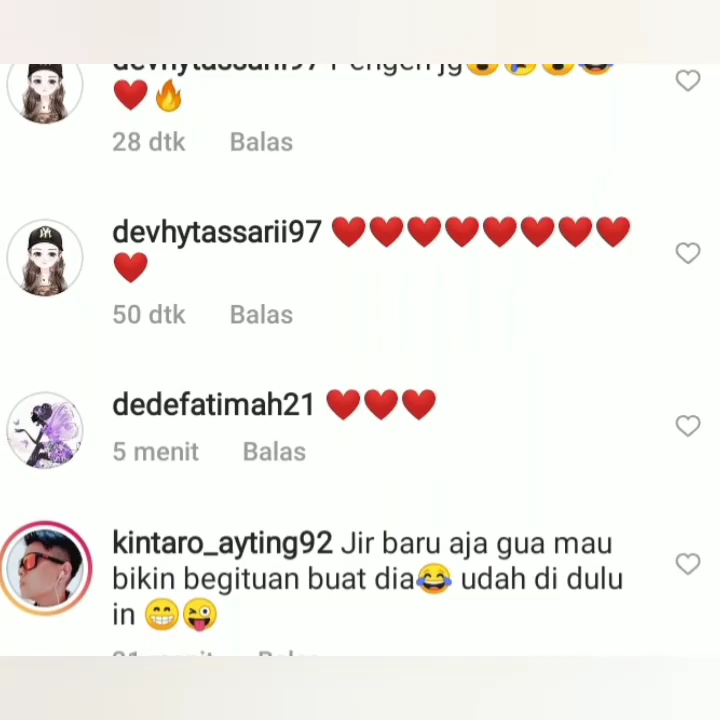 jg
28 dtk Balas
devhytassarii97 ❤️❤️❤️❤️❤️❤️❤️❤️
❤️
50 dtk Balas
dedefatimah21 ❤️❤️❤️
5 menit Balas
kintaro_ayting92 Jir baru aja gua mau
bikin begituan buat dia😂 udah di dulu
in 😁😜